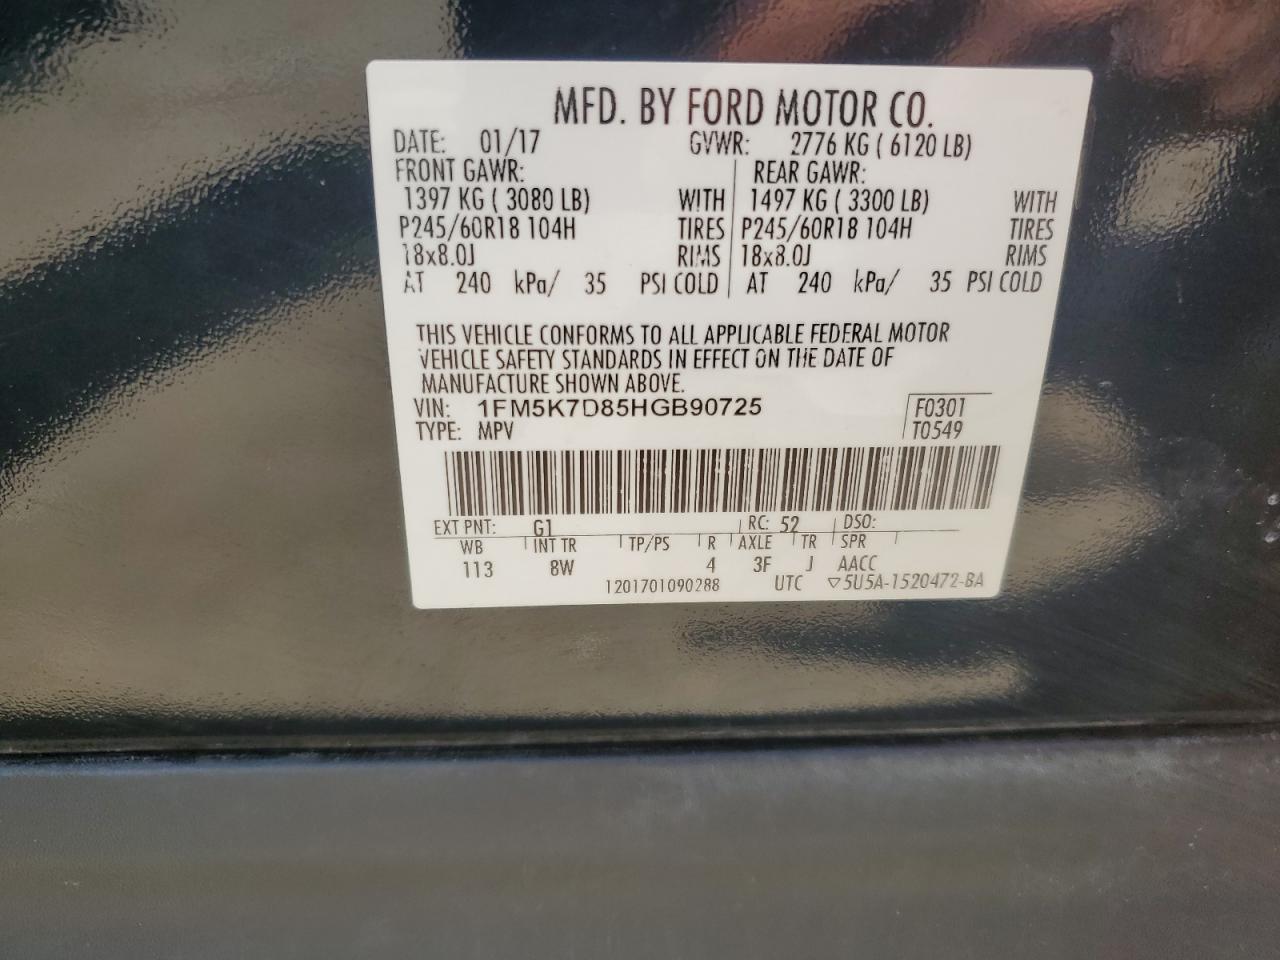 MFD. BY FORD MOTOR CO.
DATE: 01/17 GVWR: 2776 KG ( 6120 LB)
FRONT GAWR: REAR GAWR:
1397 KG ( 3080 LB) WITH 1497 KG ( 3300 LB) WITH
P245/60R18 104H TIRES P245/60R18 104H TIRES
18x8.0J RIMS 18x8.0J RIMS
AT 240 kPa/ 35 PSI COLD AT 240 kPa/ 35 PSI COLD
THIS VEHICLE CONFORMS TO ALL APPLICABLE FEDERAL MOTOR
VEHICLE SAFETY STANDARDS IN EFFECT ON THE DATE OF
MANUFACTURE SHOWN ABOVE.
VIN: 1FM5K7D85HGB90725 F0301
TYPE: MPV T0549
EXT PNT: G1 RC: 52 DSO:
WB INT TR TP/PS R AXLE TR SPR
113 8W 4 3F J AACC
1201701090288 UTC ▽5U5A-1520472-BA